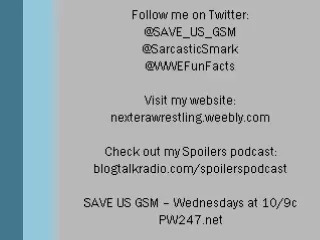 Follow me on Twitter:
@SAVE_US_GSM
@SarcasticSmark
@WWEFunFacts
Visit my website:
nexterawrestling.weebly.com
Check out my Spoilers podcast:
blogtalkradio.com/spoilerspodcast
SAVE US GSM – Wednesdays at 10/9c
PW247.net